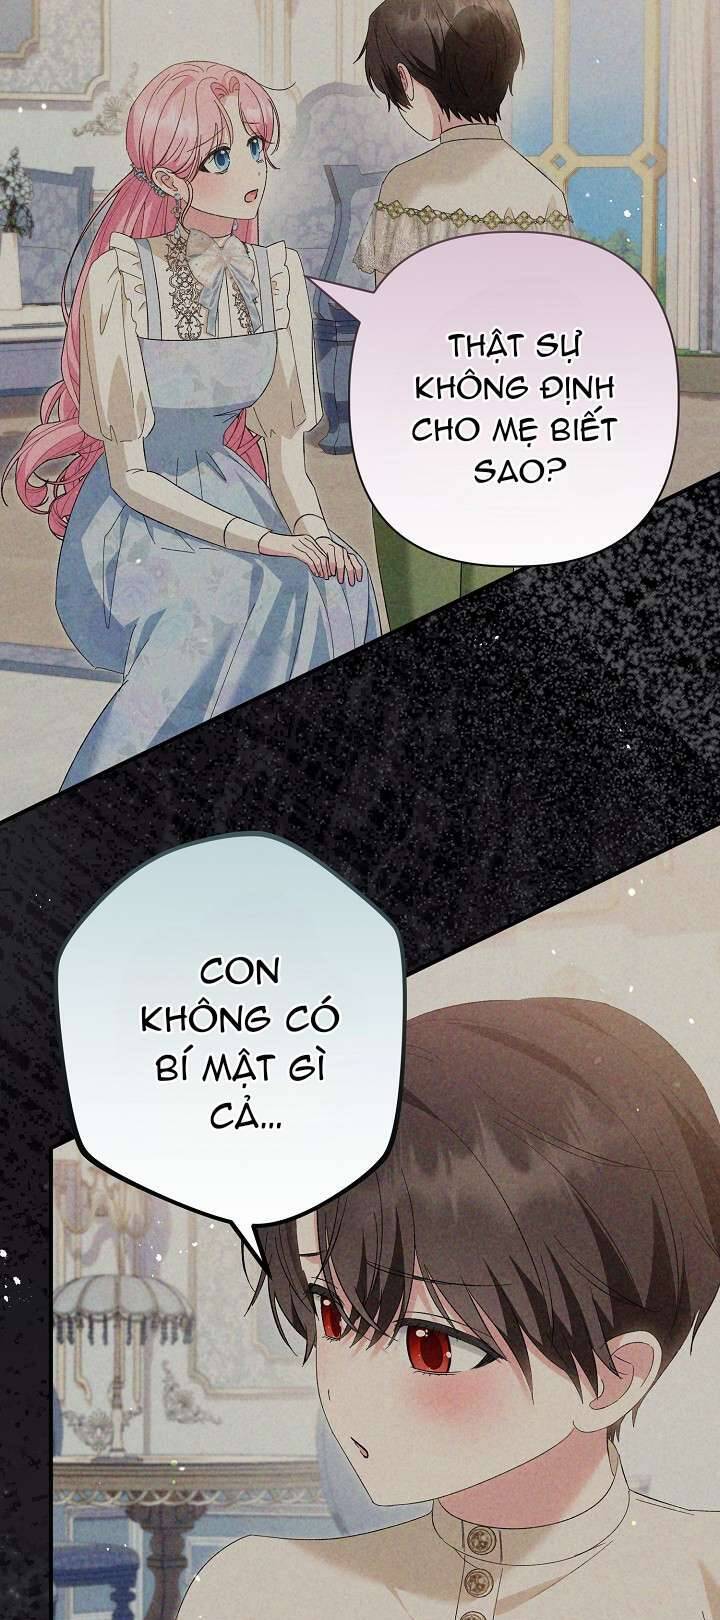 THẬT SỰ
KHÔNG ĐỊNH
CHO MẸ BIẾT
SAO?
CON
KHÔNG CÓ
BÍ MẬT GÌ
CẢ...